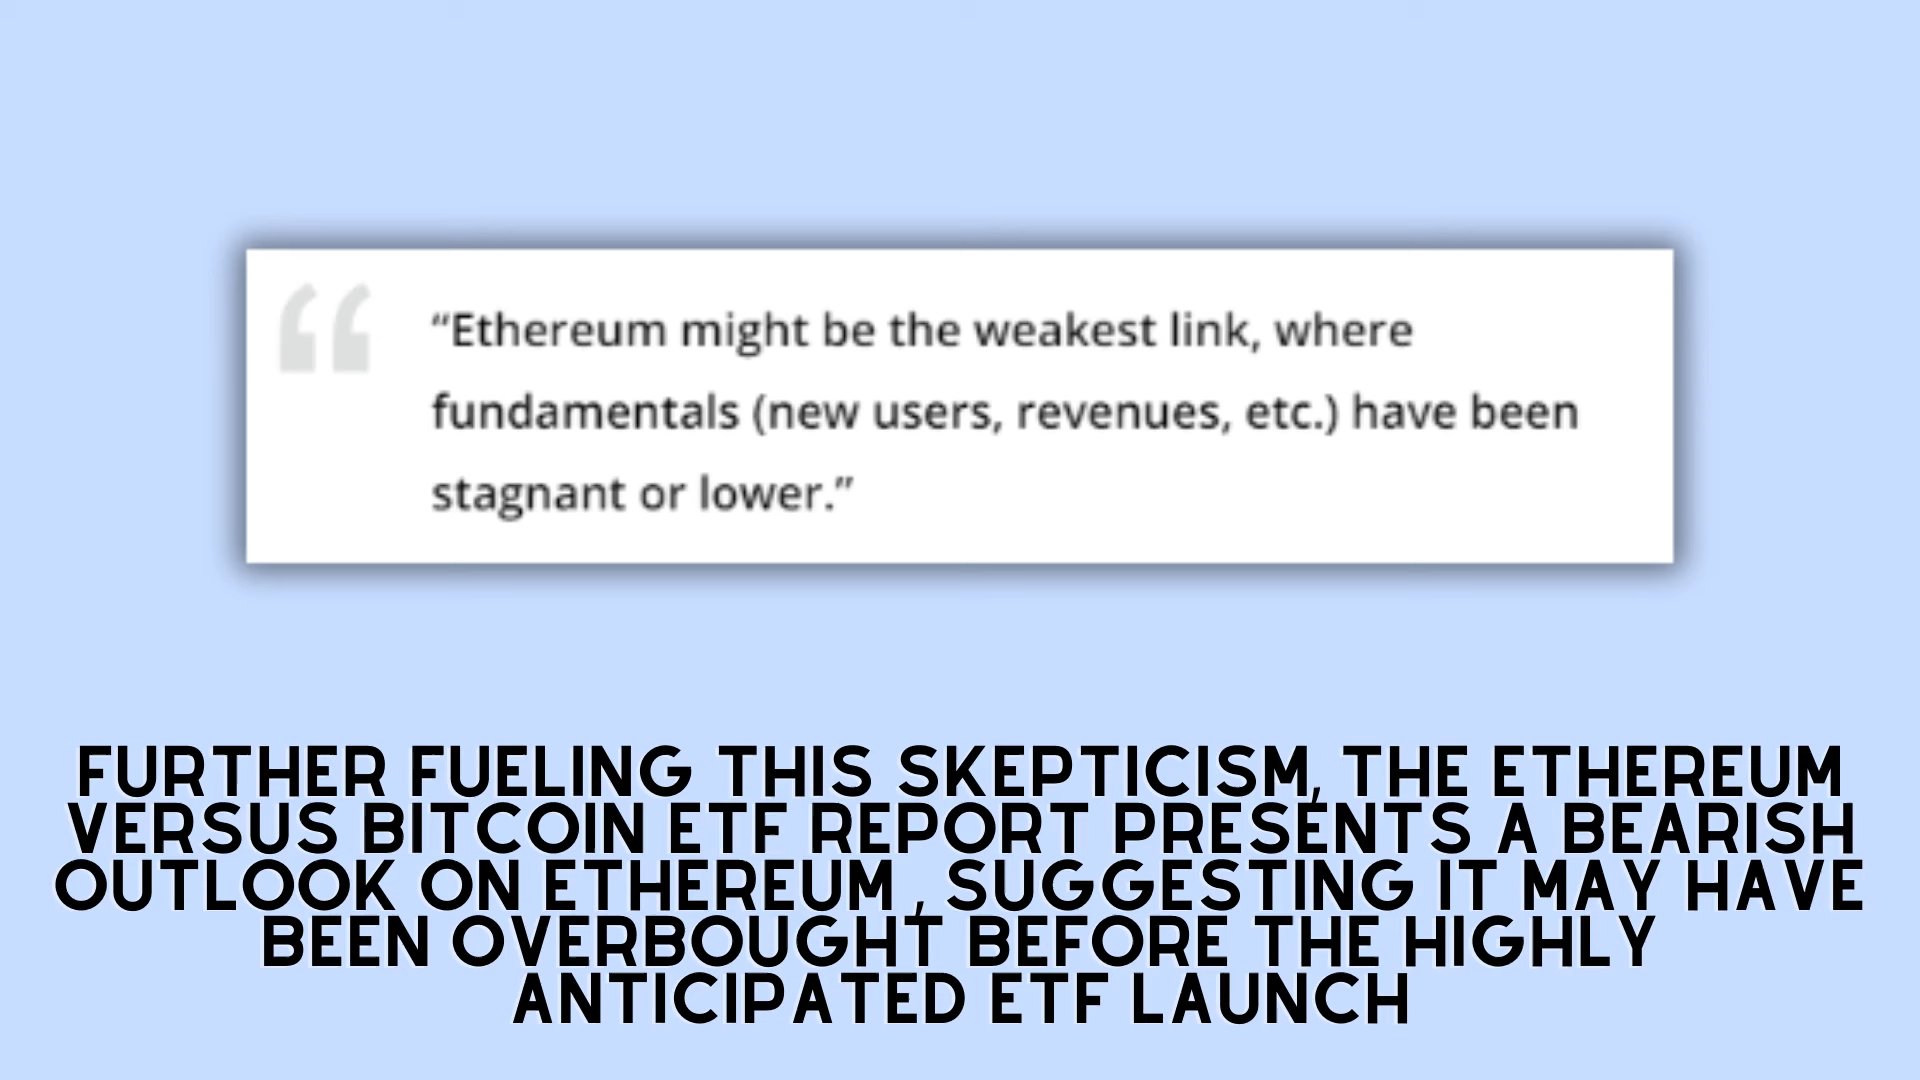 “Ethereum might be the weakest link, where
fundamentals (new users, revenues, etc.) have been
stagnant or lower.”
FURTHER FUELING THIS SKEPTICISM, THE ETHEREUM
VERSUS BITCOIN ETF REPORT PRESENTS A BEARISH
OUTLOOK ON ETHEREUM , SUGGESTING IT MAY HAVE
BEEN OVERBOUGHT BEFORE THE HIGHLY
ANTICIPATED ETF LAUNCH